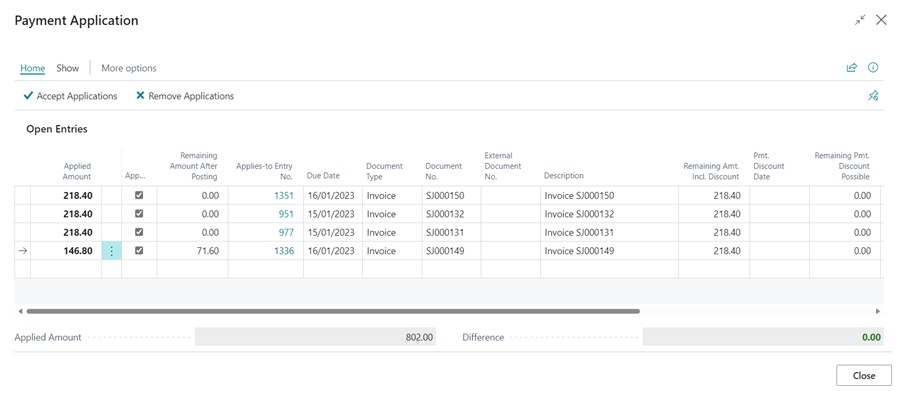 Payment Application
Home Show More options
Accept Applications Remove Applications
Open Entries
Applied Amount App... Remaining Amount After Posting Applies-to Entry No. Due Date Document Type Document No. External Document No. Description Remaining Amt. Incl. Discount Pmt. Discount Date Remaining Pmt. Discount Possible
218.40 0.00 1351 16/01/2023 Invoice SJ000150 Invoice SJ000150 218.40 0.00
218.40 0.00 951 15/01/2023 Invoice SJ000132 Invoice SJ000132 218.40 0.00
218.40 0.00 977 15/01/2023 Invoice SJ000131 Invoice SJ000131 218.40 0.00
146.80 71.60 1336 16/01/2023 Invoice SJ000149 Invoice SJ000149 218.40 0.00
Applied Amount 802.00 Difference 0.00
Close